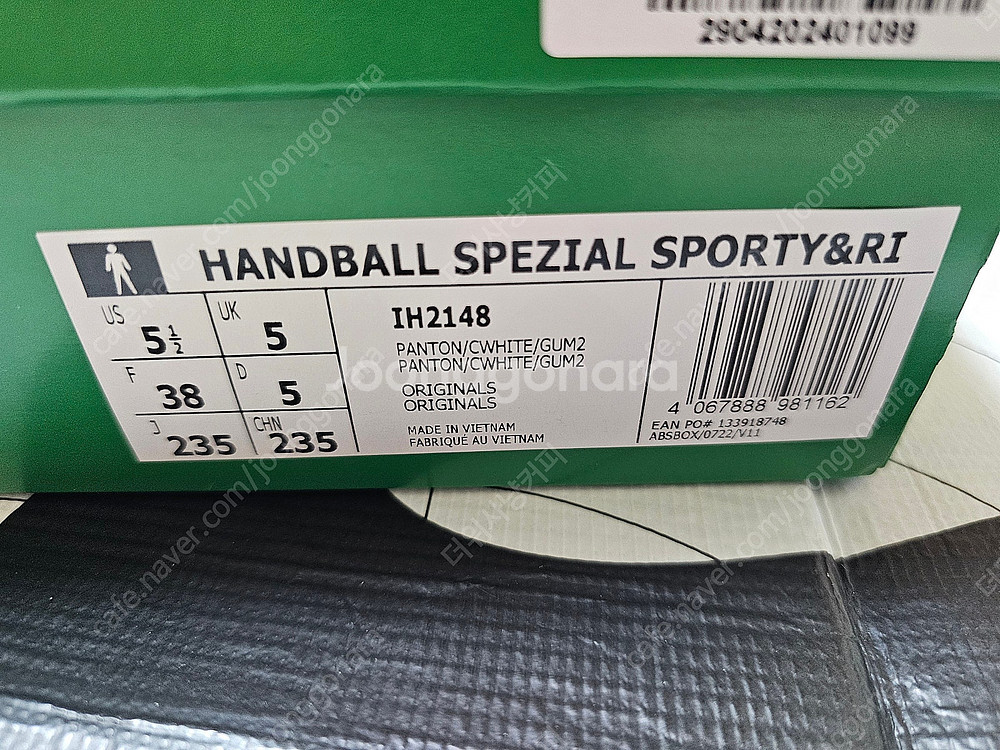 2904202401099
HANDBALL SPEZIAL SPORTY&RI
US 5 1/2 UK 5
F 38 D 5
J 235 CHN 235
IH2148
PANTON/CWHITE/GUM2
PANTON/CWHITE/GUM2
ORIGINALS
ORIGINALS
MADE IN VIETNAM
FABRIQUÉ AU VIETNAM
4 067888 981162
EAN PO# 133918748
ABSBOX/0722/V11
joonggonara
cafe.naver.com/joonggonara